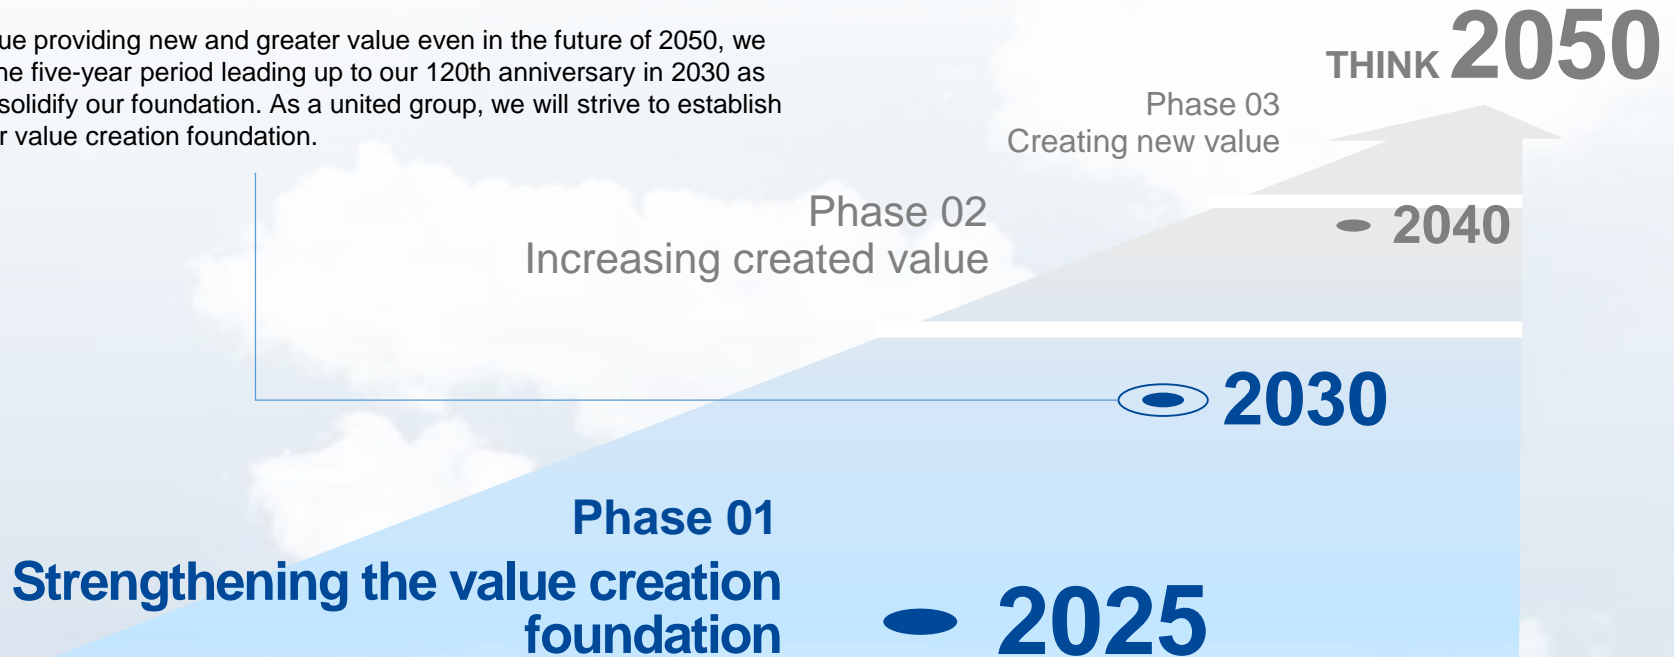 providing new and greater value even in the future of 2050, we
five-year period leading up to our 120th anniversary in 2030 as
solidify our foundation. As a united group, we will strive to establish
value creation foundation.
THINK 2050
Phase 03
Creating new value
2040
Phase 02
Increasing created value
2030
Phase 01
Strengthening the value creation
foundation
2025